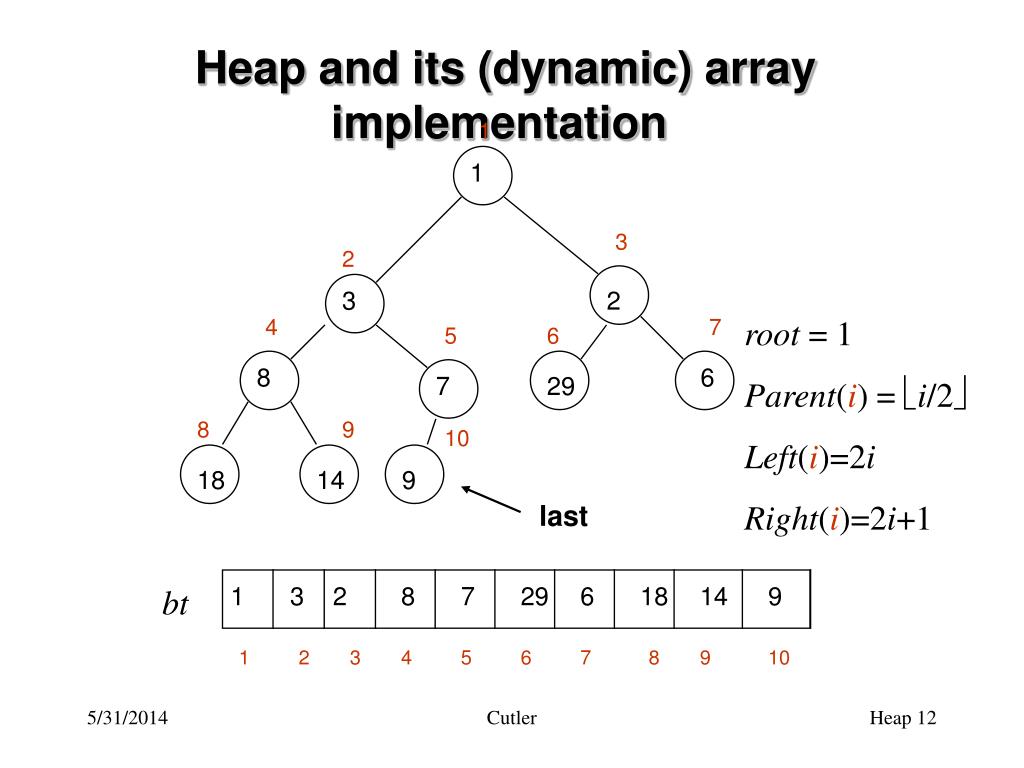 Heap and its (dynamic) array
implementation
1
1
3
2
3
2
4
5
6
7
root = 1
8
7
29
6
Parent(i) = ⌊i/2⌋
8
9
10
Left(i)=2i
18
14
9
last
Right(i)=2i+1
bt
1 3 2 8 7 29 6 18 14 9
1 2 3 4 5 6 7 8 9 10
5/31/2014
Cutler
Heap 12